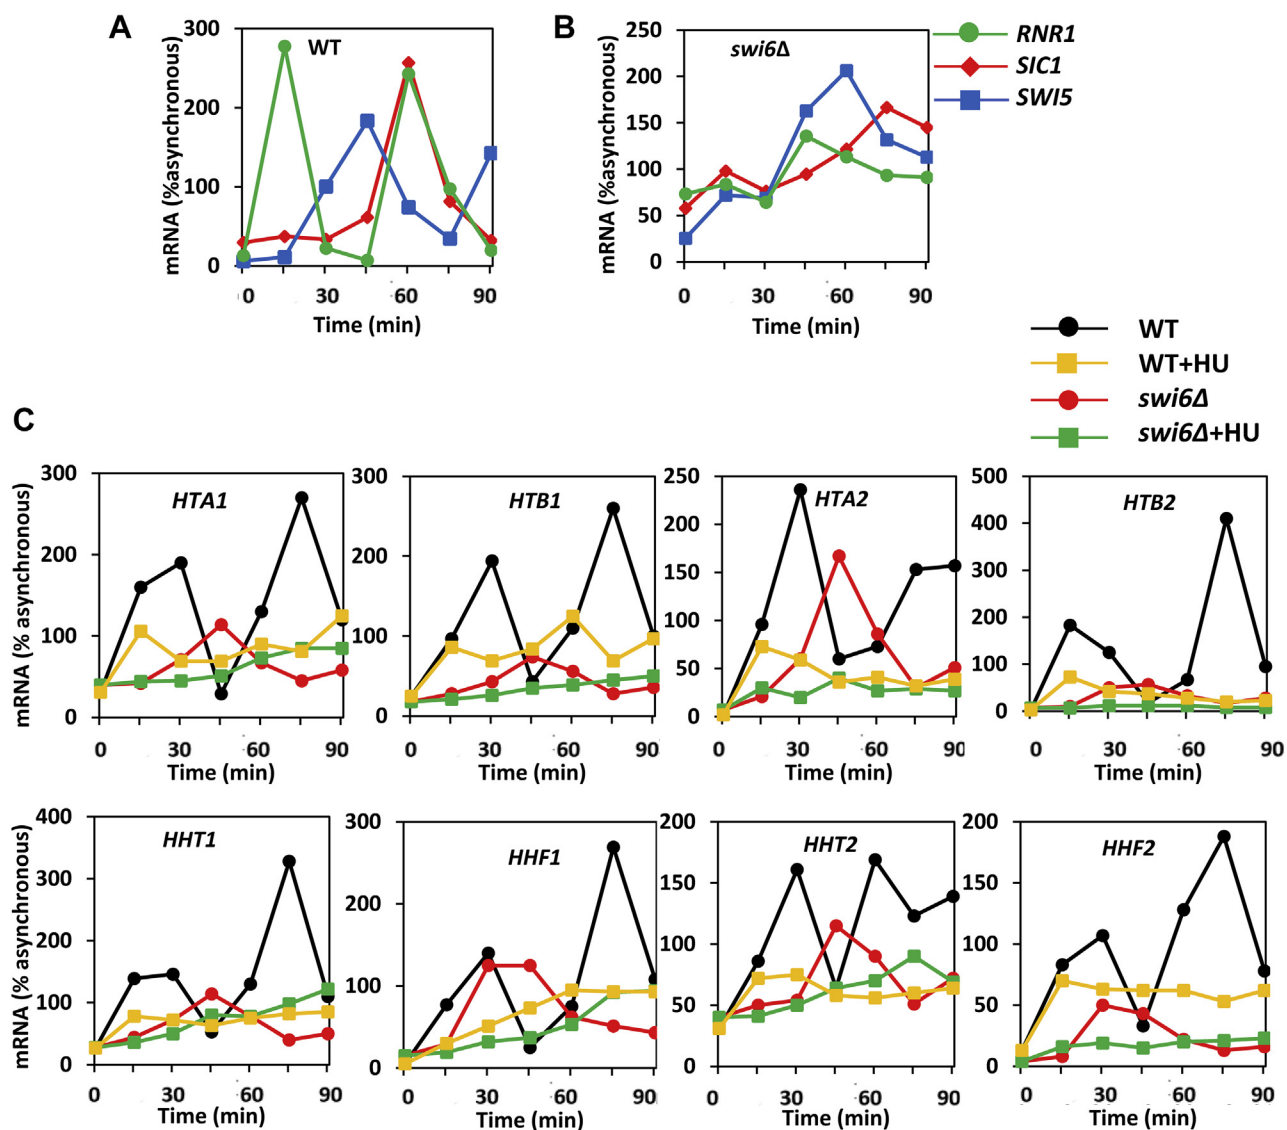 A
WT
mRNA (%asynchronous)
300
200
100
0
0 30 60 90
Time (min)
B
swi6Δ
mRNA (%asynchronous)
250
200
150
100
50
0
0 30 60 90
Time (min)
RNR1
SIC1
SWI5
WT
WT+HU
swi6Δ
swi6Δ+HU
C
HTA1
mRNA (% asynchronous)
300
200
100
0
0 30 60 90
Time (min)
HTB1
300
200
100
0
0 30 60 90
Time (min)
HTA2
250
200
150
100
50
0
0 30 60 90
Time (min)
HTB2
500
400
300
200
100
0
0 30 60 90
Time (min)
HHT1
mRNA (% asynchronous)
400
300
200
100
0
0 30 60 90
Time (min)
HHF1
300
200
100
0
0 30 60 90
Time (min)
HHT2
200
150
100
50
0
0 30 60 90
Time (min)
HHF2
200
150
100
50
0
0 30 60 90
Time (min)